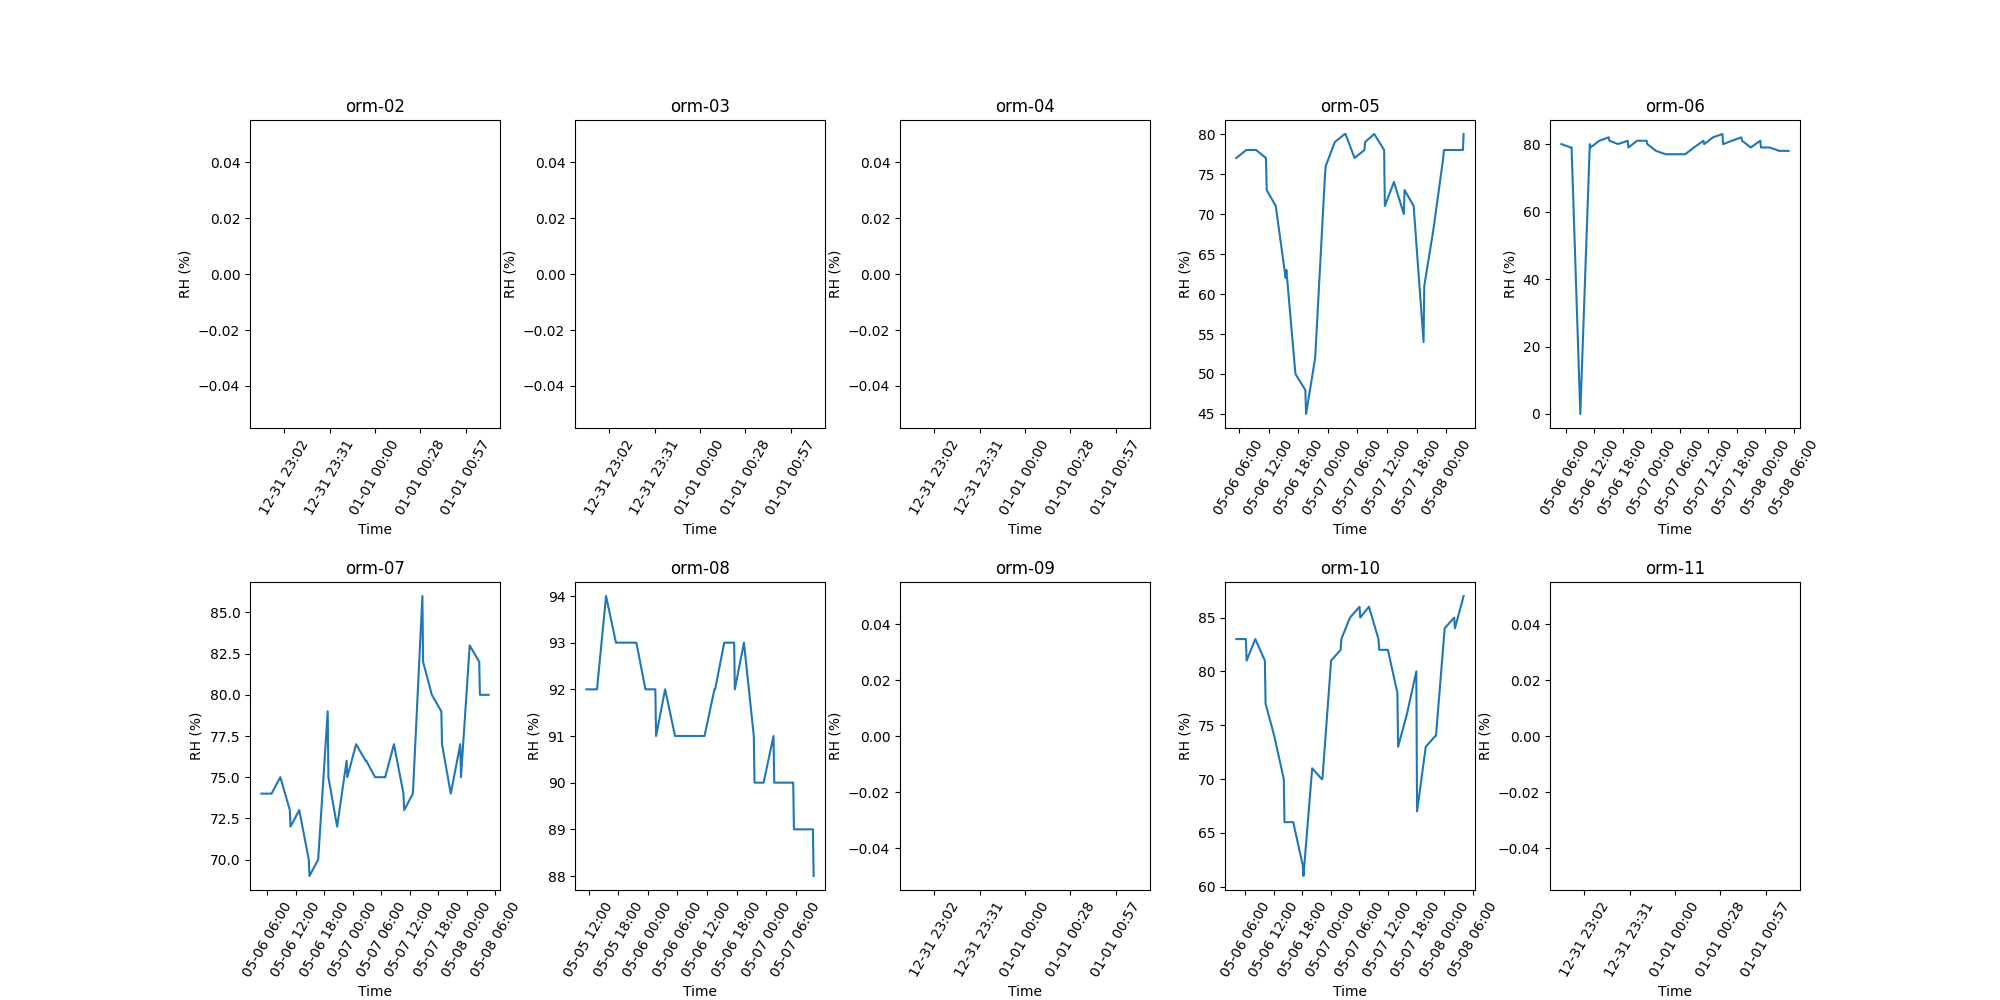 orm-02 orm-03 orm-04 orm-05 orm-06
RH (%) 0.04 0.02 0.00 −0.02 −0.04
RH (%) 0.04 0.02 0.00 −0.02 −0.04
RH (%) 0.04 0.02 0.00 −0.02 −0.04
RH (%) 80 75 70 65 60 55 50 45
RH (%) 80 60 40 20 0
12-31 23:02 12-31 23:31 01-01 00:00 01-01 00:28 01-01 00:57
12-31 23:02 12-31 23:31 01-01 00:00 01-01 00:28 01-01 00:57
12-31 23:02 12-31 23:31 01-01 00:00 01-01 00:28 01-01 00:57
05-06 06:00 05-06 12:00 05-06 18:00 05-07 00:00 05-07 06:00 05-07 12:00 05-07 18:00 05-08 00:00
05-06 06:00 05-06 12:00 05-06 18:00 05-07 00:00 05-07 06:00 05-07 12:00 05-07 18:00 05-08 00:00 05-08 06:00
Time Time Time Time Time
orm-07 orm-08 orm-09 orm-10 orm-11
RH (%) 85.0 82.5 80.0 77.5 75.0 72.5 70.0
RH (%) 94 93 92 91 90 89 88
RH (%) 0.04 0.02 0.00 −0.02 −0.04
RH (%) 85 80 75 70 65 60
RH (%) 0.04 0.02 0.00 −0.02 −0.04
05-06 06:00 05-06 12:00 05-06 18:00 05-07 00:00 05-07 06:00 05-07 12:00 05-07 18:00 05-08 00:00 05-08 06:00
05-05 12:00 05-05 18:00 05-06 00:00 05-06 06:00 05-06 12:00 05-06 18:00 05-07 00:00 05-07 06:00
12-31 23:02 12-31 23:31 01-01 00:00 01-01 00:28 01-01 00:57
05-06 06:00 05-06 12:00 05-06 18:00 05-07 00:00 05-07 06:00 05-07 12:00 05-07 18:00 05-08 00:00 05-08 06:00
12-31 23:02 12-31 23:31 01-01 00:00 01-01 00:28 01-01 00:57
Time Time Time Time Time